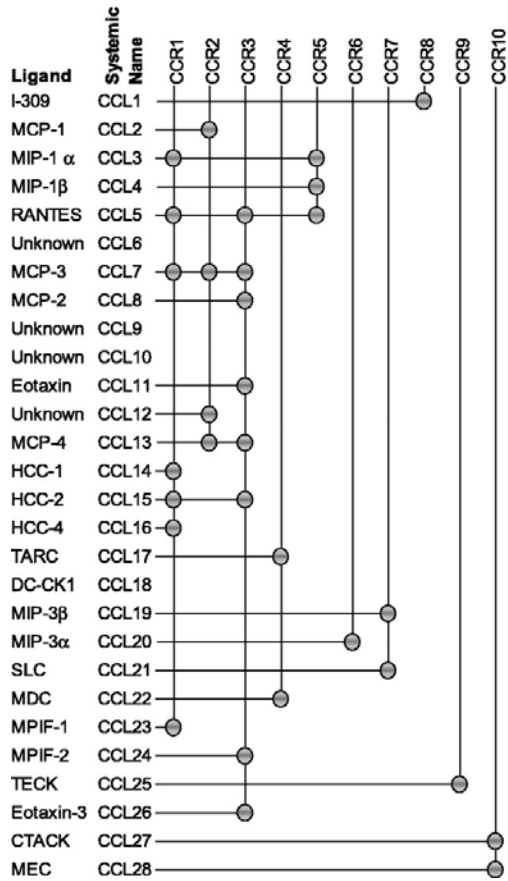 Ligand Systemic Name CCR1 CCR2 CCR3 CCR4 CCR5 CCR6 CCR7 CCR8 CCR9 CCR10
I-309 CCL1
MCP-1 CCL2
MIP-1 α CCL3
MIP-1β CCL4
RANTES CCL5
Unknown CCL6
MCP-3 CCL7
MCP-2 CCL8
Unknown CCL9
Unknown CCL10
Eotaxin CCL11
Unknown CCL12
MCP-4 CCL13
HCC-1 CCL14
HCC-2 CCL15
HCC-4 CCL16
TARC CCL17
DC-CK1 CCL18
MIP-3β CCL19
MIP-3α CCL20
SLC CCL21
MDC CCL22
MPIF-1 CCL23
MPIF-2 CCL24
TECK CCL25
Eotaxin-3 CCL26
CTACK CCL27
MEC CCL28